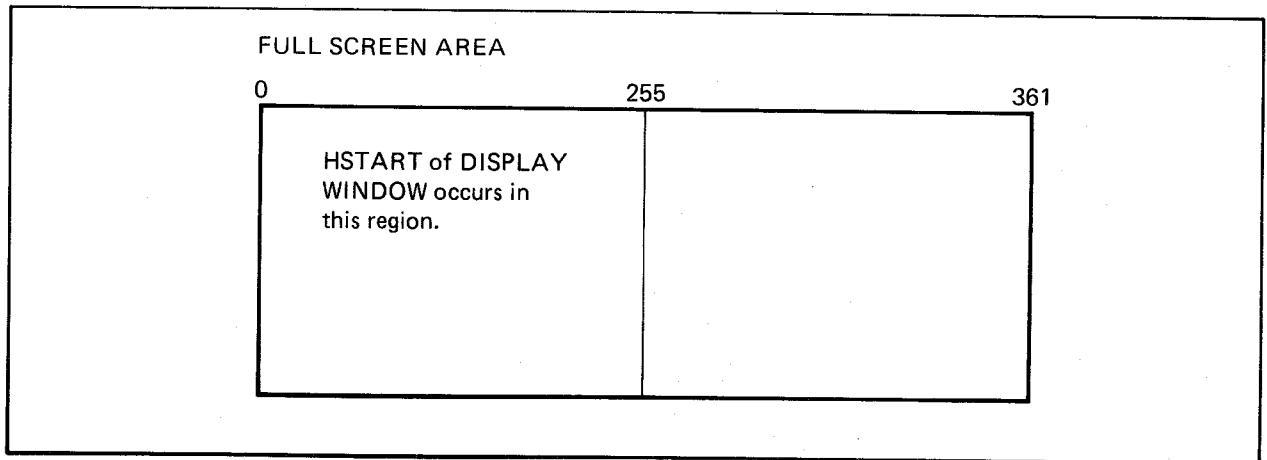 FULL SCREEN AREA
0 255 361
HSTART of DISPLAY
WINDOW occurs in
this region.